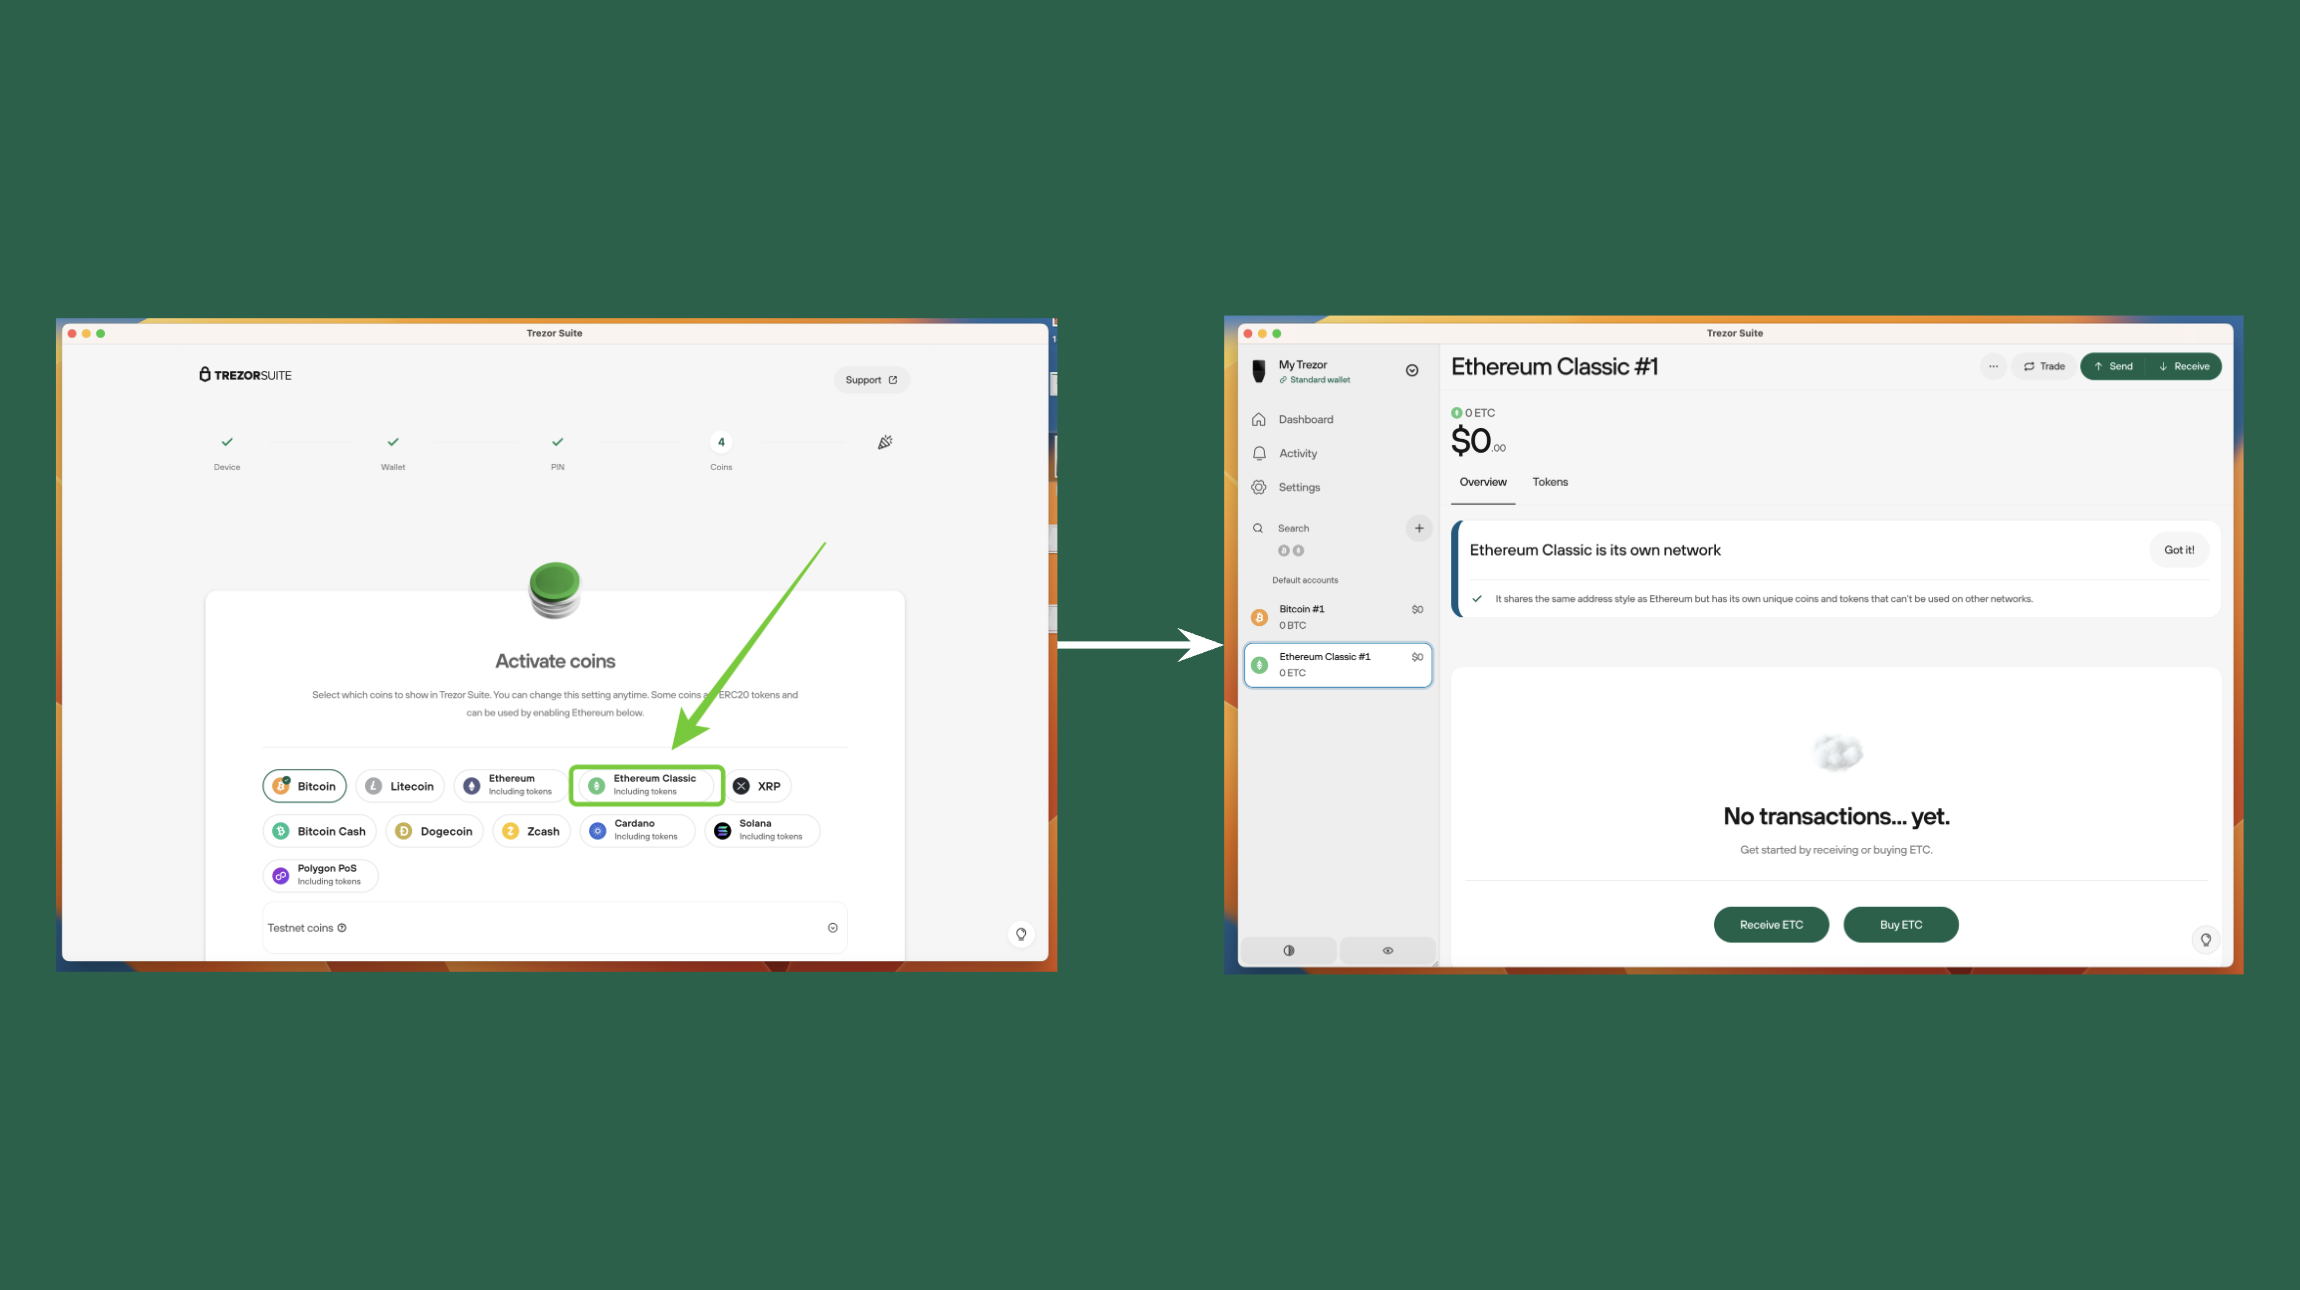 Trezor Suite
TREZORSUITE
Support
4
Device
Wallet
PIN
Coins
Activate coins
Select which coins to show in Trezor Suite. You can change this setting anytime. Some coins ERC20 tokens and
can be used by enabling Ethereum below.
Bitcoin
Litecoin
Ethereum
Including tokens
Ethereum Classic
Including tokens
XRP
Bitcoin Cash
Dogecoin
Zcash
Cardano
Including tokens
Solana
Including tokens
Polygon PoS
Including tokens
Testnet coins
Trezor Suite
My Trezor
Standard wallet
Dashboard
Activity
Settings
Search
Default accounts
Bitcoin #1
$0
0 BTC
Ethereum Classic #1
$0
0 ETC
Ethereum Classic #1
Trade
Send
Receive
0 ETC
$0.00
Overview
Tokens
Ethereum Classic is its own network
Got it!
It shares the same address style as Ethereum but has its own unique coins and tokens that can't be used on other networks.
No transactions... yet.
Get started by receiving or buying ETC.
Receive ETC
Buy ETC